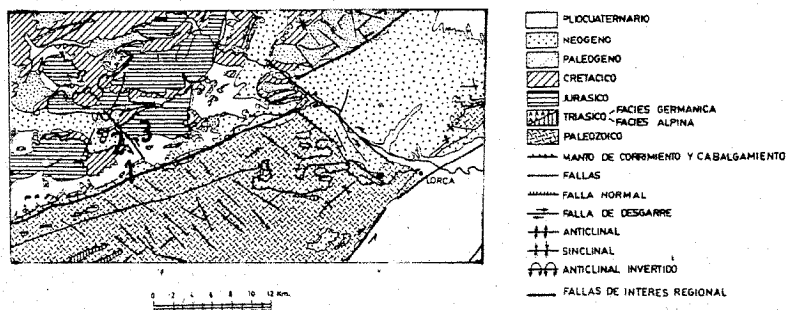 PLIOCUATERNARIO
NEOGENO
PALEOGENO
CRETACICO
JURASICO
TRIASICO
FACIES GERMANICA
FACIES ALPINA
PALEOZOICO
MANTO DE CORRIMIENTO Y CABALGAMIENTO
FALLAS
FALLA NORMAL
FALLA DE DESGARRE
ANTICLINAL
SINCLINAL
ANTICLINAL INVERTIDO
FALLAS DE INTERES REGIONAL
3
1
LORCA
0 2 4 6 8 10 12 Km.